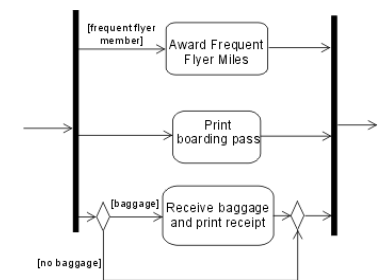 [frequent flyer
member]
Award Frequent
Flyer Miles
Print
boarding pass
[baggage]
Receive baggage
and print receipt
[no baggage]